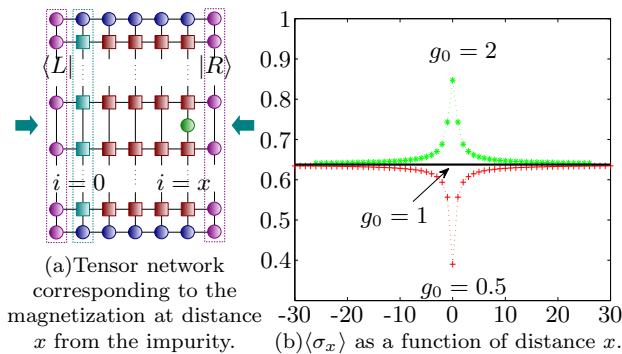 ⟨L|
|R⟩
i = 0
i = x
(a)Tensor network
corresponding to the
magnetization at distance
x from the impurity.
1
0.9
0.8
0.7
0.6
0.5
0.4
g₀ = 2
g₀ = 1
g₀ = 0.5
-30 -20 -10 0 10 20 30
(b)⟨σₓ⟩ as a function of distance x.